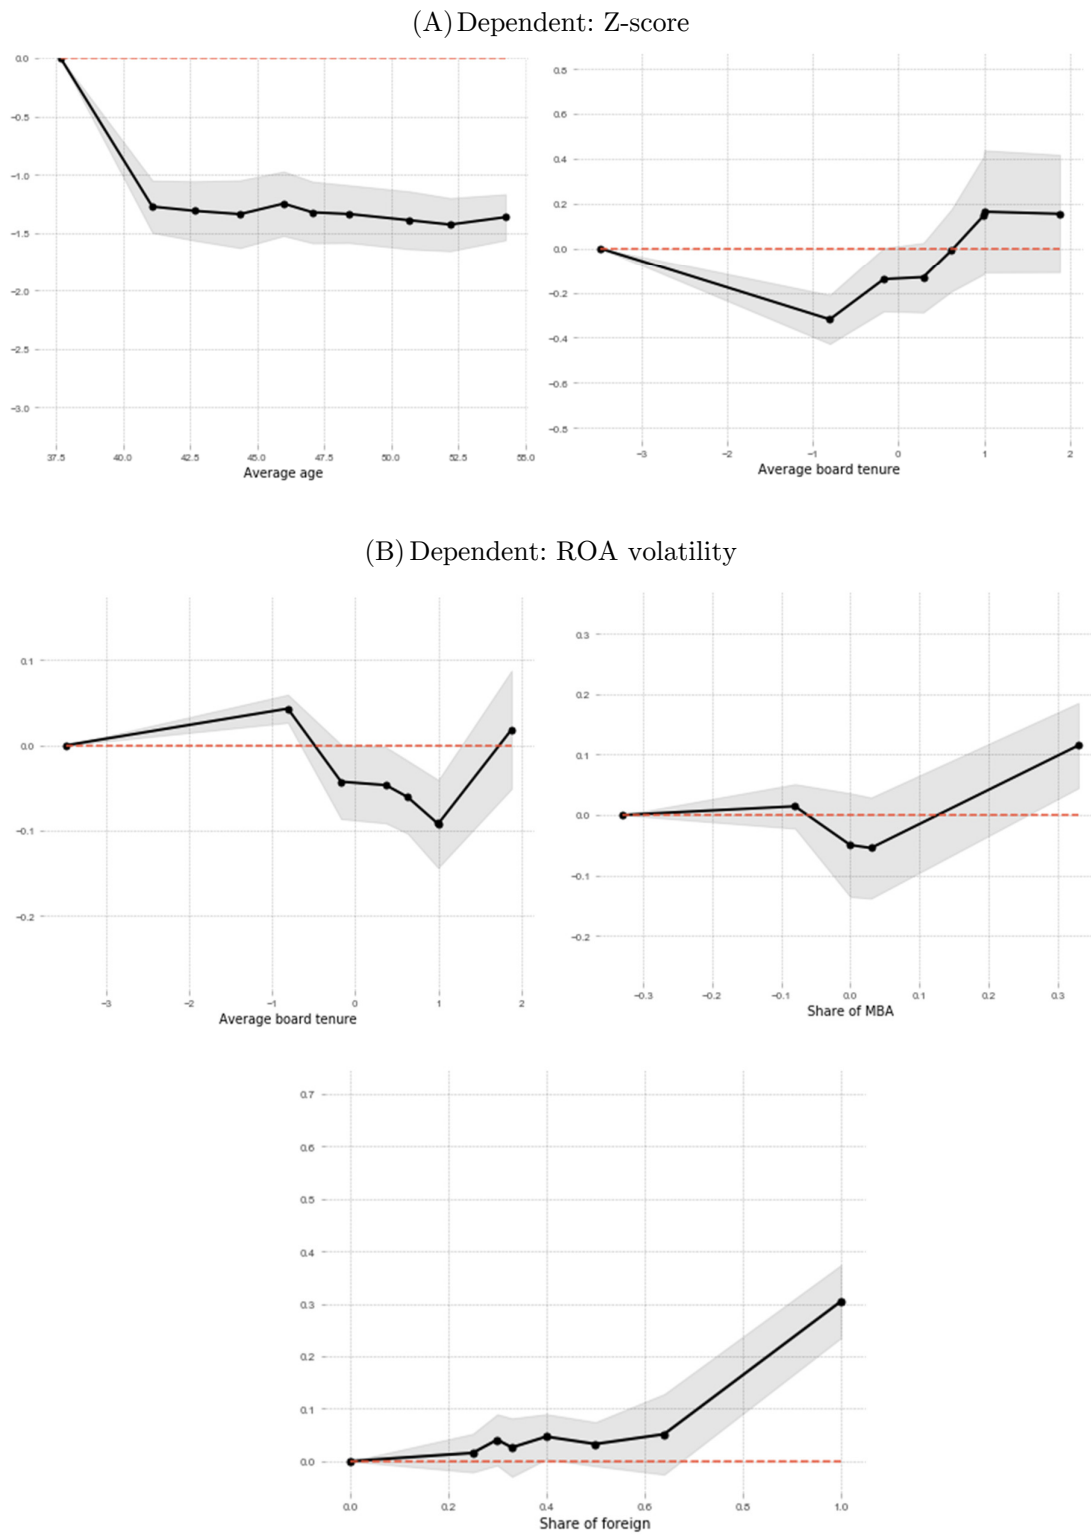 (A) Dependent: Z-score
0.0
−0.5
−1.0
−1.5
−2.0
−2.5
−3.0
37.5 40.0 42.5 45.0 47.5 50.0 52.5 55.0
Average age
0.8
0.6
0.4
0.2
0.0
−0.2
−0.4
−0.6
−0.8
−3 −2 −1 0 1 2
Average board tenure
(B) Dependent: ROA volatility
0.1
0.0
−0.1
−0.2
−3 −2 −1 0 1 2
Average board tenure
0.3
0.2
0.1
0.0
−0.1
−0.2
−0.3 −0.2 −0.1 0.0 0.1 0.2 0.3
Share of MBA
0.7
0.6
0.5
0.4
0.3
0.2
0.1
0.0
0.0 0.2 0.4 0.6 0.8 1.0
Share of foreign